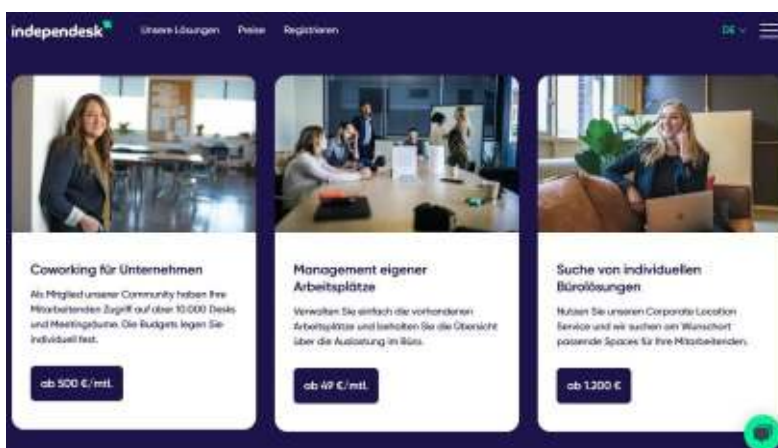 independesk
Unsere Lösungen Preise Registrieren
DE
Coworking für Unternehmen
Als Mitglied unserer Community haben Ihre
Mitarbeitenden Zugriff auf über 10.000 Desks
und Meetingräume. Die Budgets legen Sie
individuell fest.
ab 500 €/mtl.
Management eigener
Arbeitsplätze
Verwalten Sie einfach die vorhandenen
Arbeitsplätze und behalten Sie die Übersicht
über die Auslastung im Büro.
ab 49 €/mtl.
Suche von individuellen
Bürolösungen
Nutzen Sie unseren Corporate Location
Service und wir suchen am Wunschort
passende Spaces für Ihre Mitarbeitenden.
ab 1.200 €